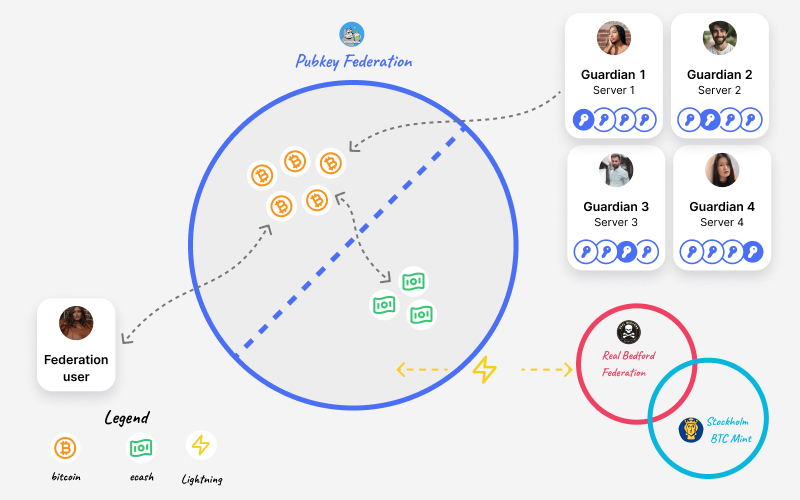 Pubkey Federation
Guardian 1
Server 1
Guardian 2
Server 2
Guardian 3
Server 3
Guardian 4
Server 4
Federation
user
Real Bedford
Federation
Stockholm
BTC Mint
Legend
bitcoin
ecash
Lightning